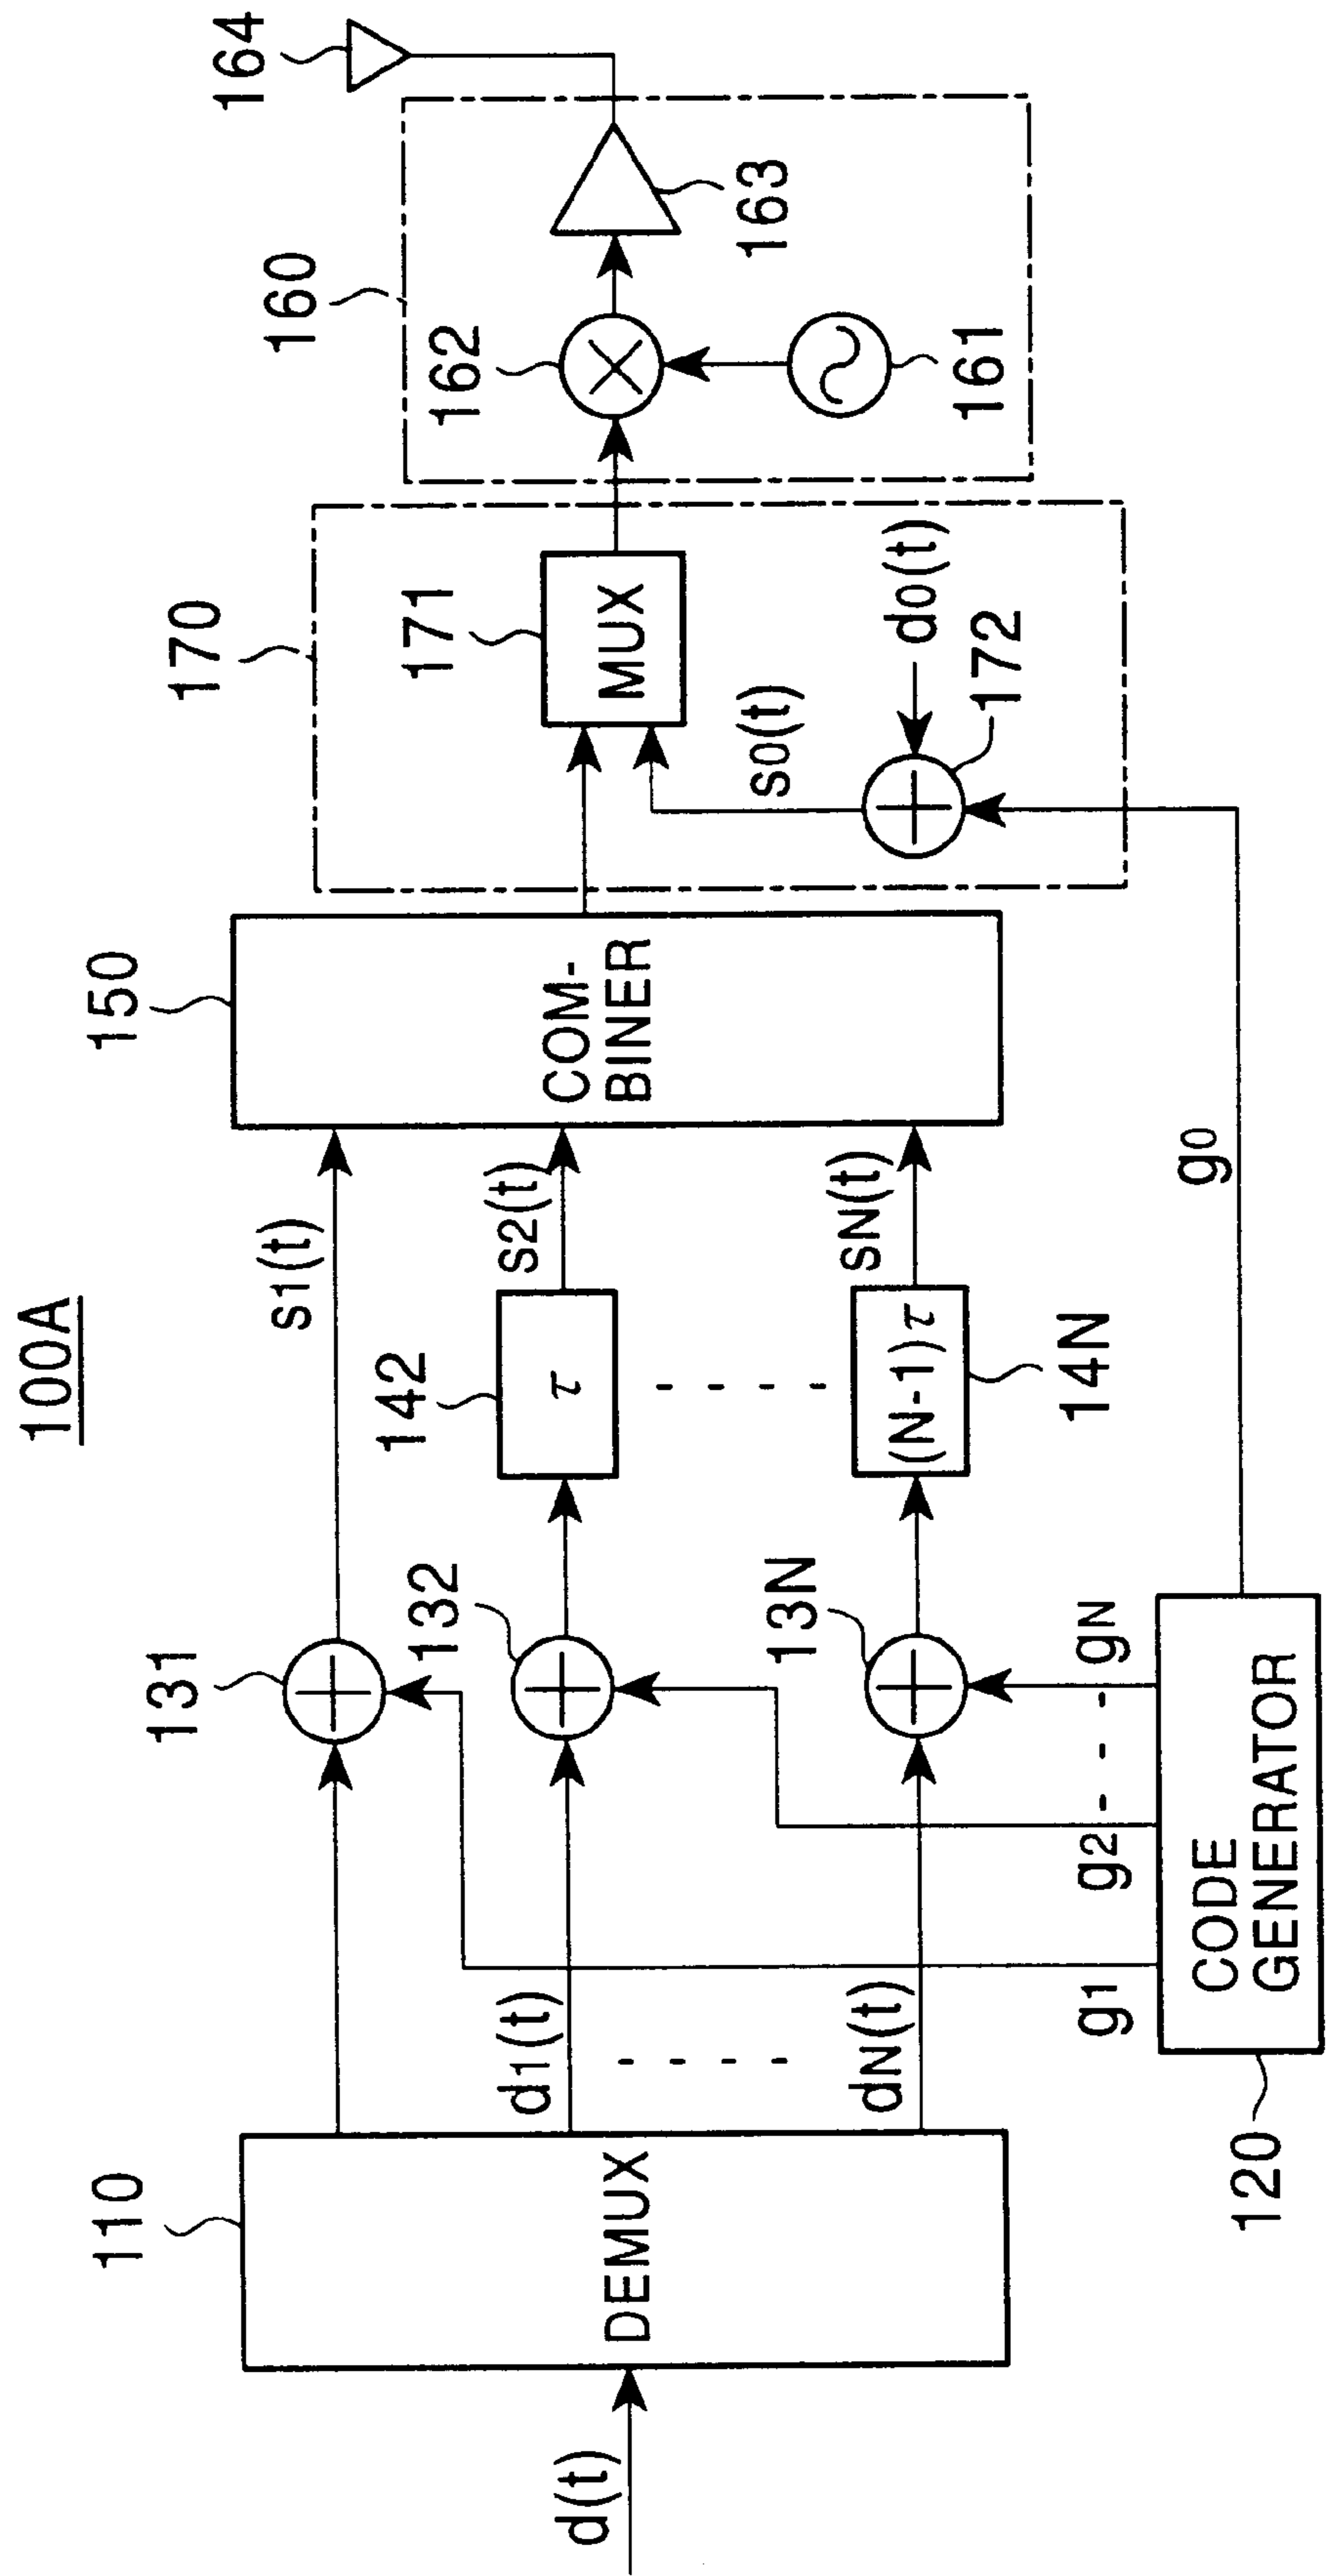 100A
d(t)
110
DEMUX
d1(t)
dN(t)
120
CODE
GENERATOR
g1
g2
gN
g0
131
132
13N
142
τ
(N-1)τ
14N
s1(t)
s2(t)
sN(t)
150
COM-
BINER
170
171
MUX
s0(t)
d0(t)
172
160
162
161
163
164